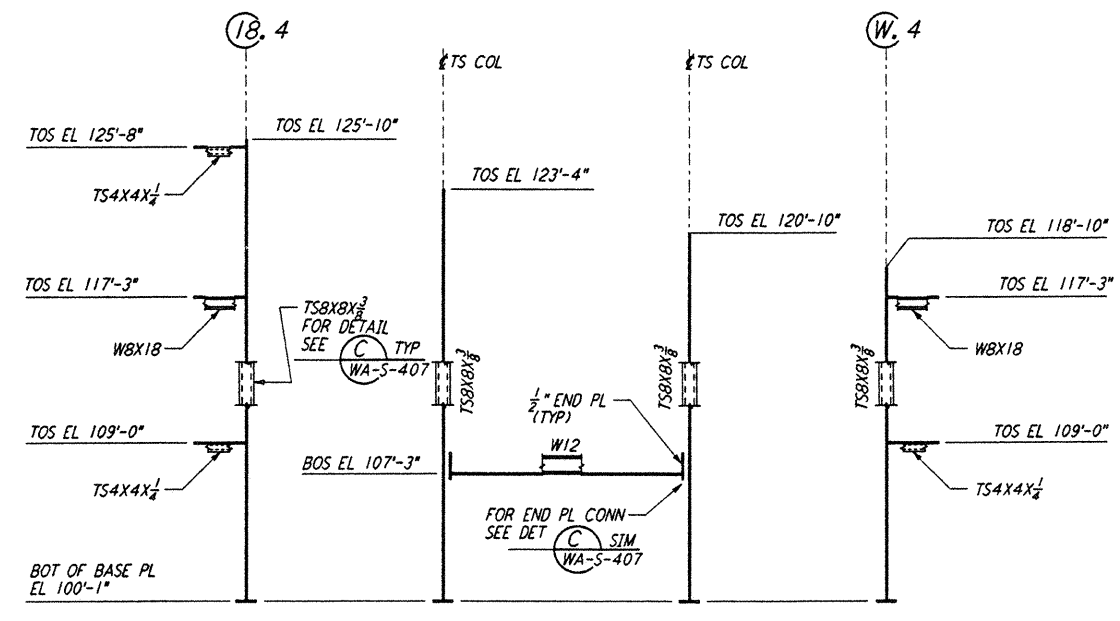 18.4
W.4
℄ TS COL
℄ TS COL
TOS EL 125'-8"
TOS EL 125'-10"
TS4X4X1/4
TOS EL 123'-4"
TOS EL 120'-10"
TOS EL 118'-10"
TOS EL 117'-3"
TOS EL 117'-3"
W8X18
W8X18
TS8X8X3/8
FOR DETAIL
SEE C TYP
WA-S-407
TS8X8X3/8
TS8X8X3/8
TS8X8X3/8
1/2" END PL
(TYP)
W12
TOS EL 109'-0"
TOS EL 109'-0"
BOS EL 107'-3"
TS4X4X1/4
TS4X4X1/4
FOR END PL CONN
SEE DET C SIM
WA-S-407
BOT OF BASE PL
EL 100'-1"